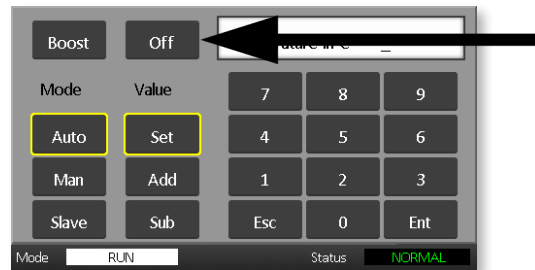 Boost Off
Mode Value 7 8 9
Auto Set 4 5 6
Man Add 1 2 3
Slave Sub Esc 0 Ent
Mode RUN Status NORMAL